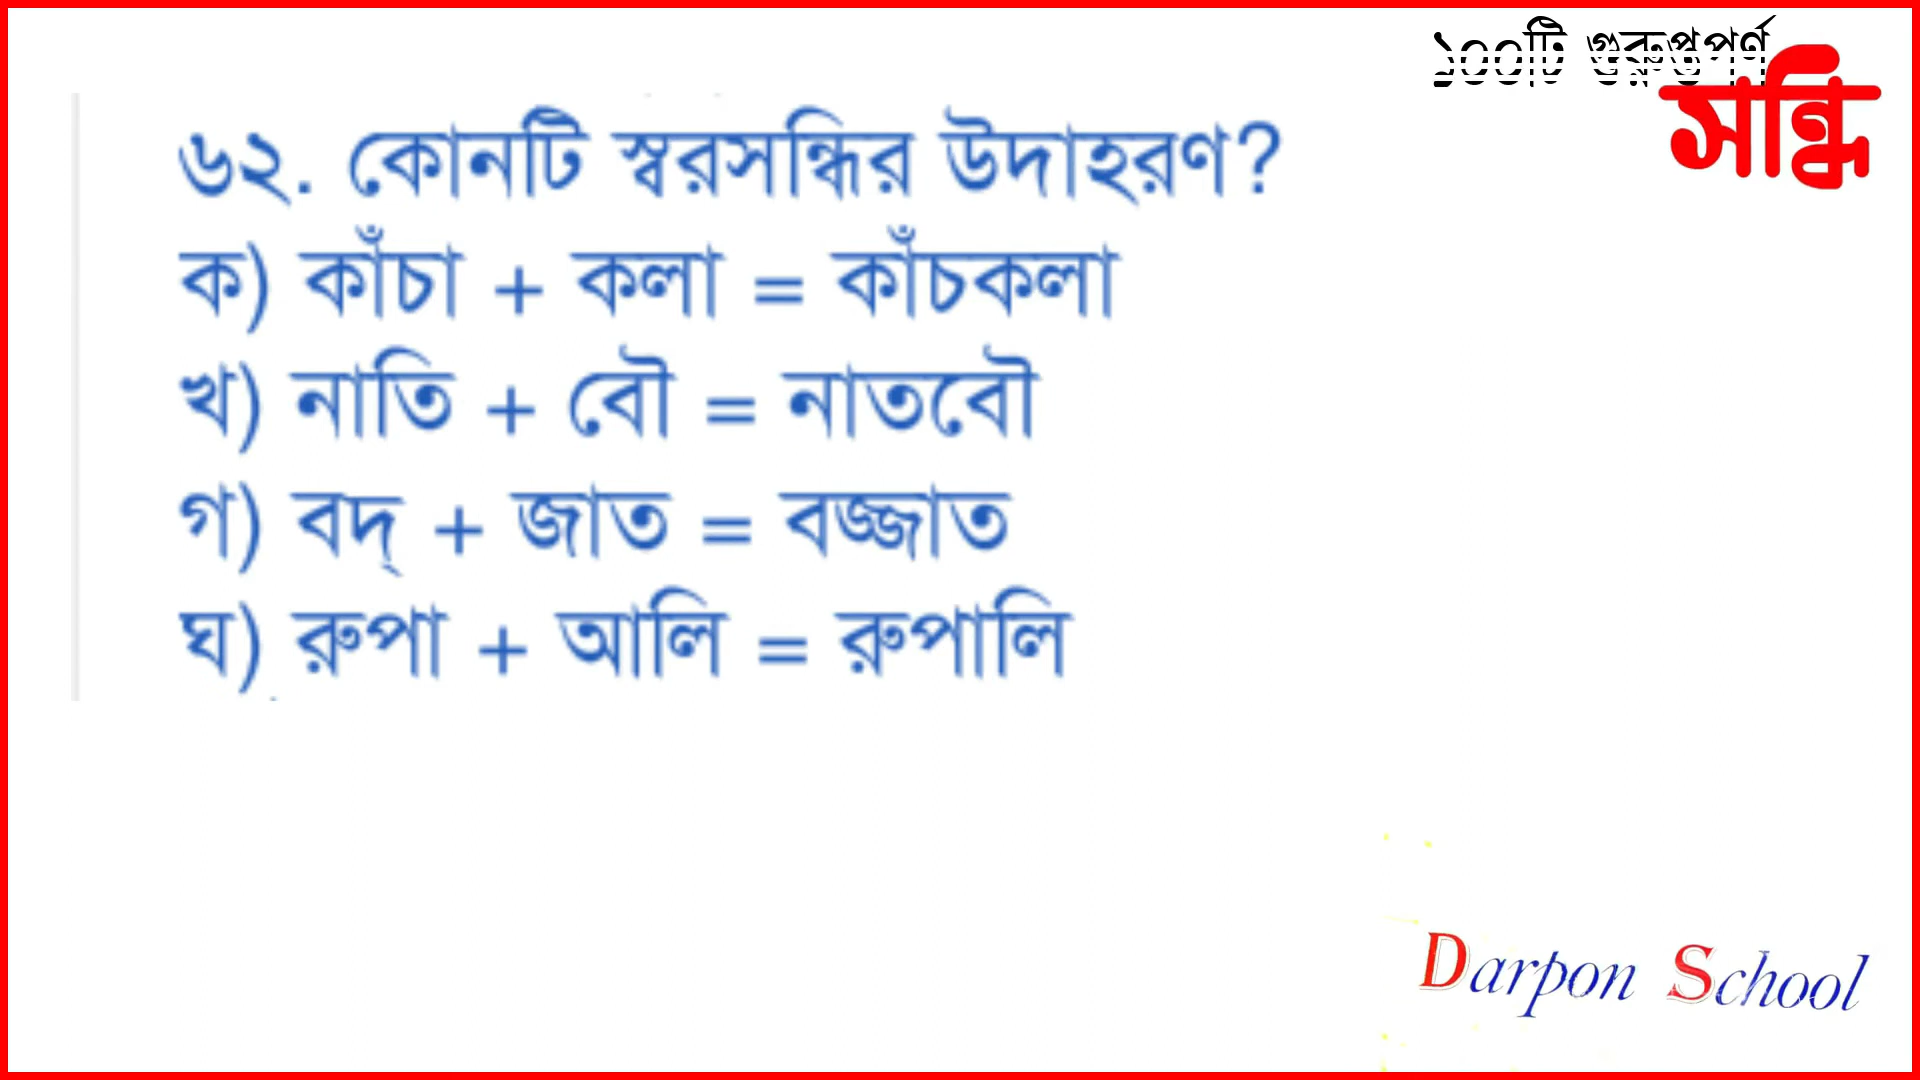 ১০০টি গুরুত্বপূর্ণ
সন্ধি
৬২. কোনটি স্বরসন্ধির উদাহরণ?
ক) কাঁচা + কলা = কাঁচকলা
খ) নাতি + বৌ = নাতবৌ
গ) বদ্ + জাত = বজ্জাত
ঘ) রুপা + আলি = রুপালি
Darpon School